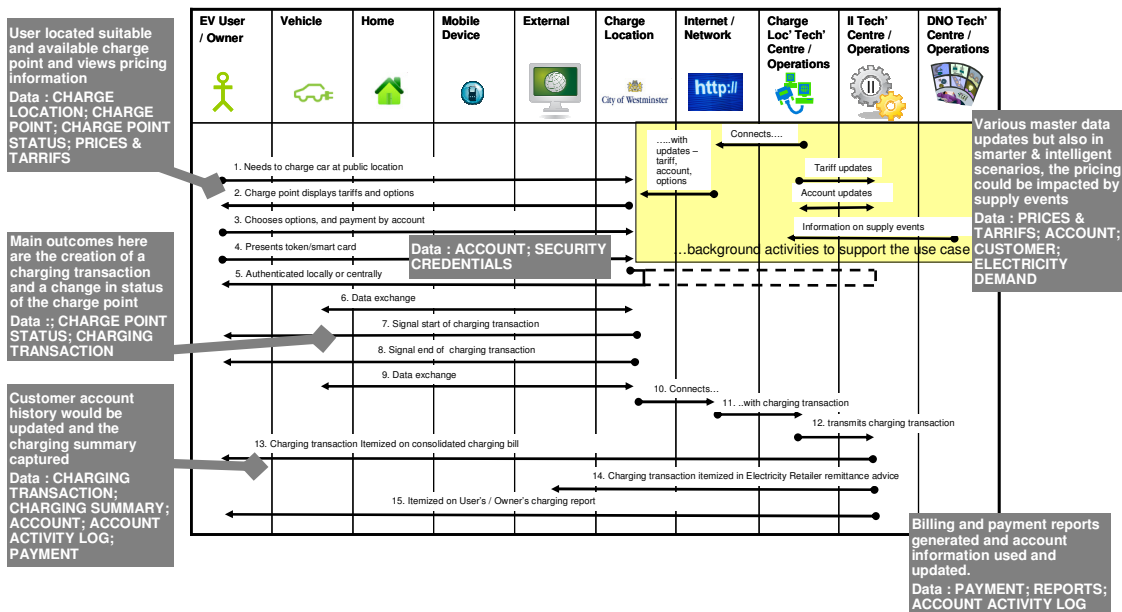 EV User
/ Owner
Vehicle
Home
Mobile
Device
External
Charge
Location
Internet /
Network
Charge
Loc' Tech'
Centre /
Operations
II Tech'
Centre /
Operations
DNO Tech'
Centre /
Operations
City of Westminster
http://
II
User located suitable
and available charge
point and views pricing
information
Data : CHARGE
LOCATION; CHARGE
POINT; CHARGE POINT
STATUS; PRICES &
TARRIFS
Main outcomes here
are the creation of a
charging transaction
and a change in status
of the charge point
Data :; CHARGE POINT
STATUS; CHARGING
TRANSACTION
Customer account
history would be
updated and the
charging summary
captured
Data : CHARGING
TRANSACTION;
CHARGING SUMMARY;
ACCOUNT; ACCOUNT
ACTIVITY LOG;
PAYMENT
1. Needs to charge car at public location
2. Charge point displays tariffs and options
3. Chooses options, and payment by account
4. Presents token/smart card
Data : ACCOUNT; SECURITY
CREDENTIALS
5. Authenticated locally or centrally
6. Data exchange
7. Signal start of charging transaction
8. Signal end of charging transaction
9. Data exchange
10. Connects…
11. ..with charging transaction
12. transmits charging transaction
13. Charging transaction Itemized on consolidated charging bill
14. Charging transaction itemized in Electricity Retailer remittance advice
15. Itemized on User's / Owner's charging report
Connects….
…..with
updates –
tariff,
account,
options
Tariff updates
Account updates
Information on supply events
…background activities to support the use case
Various master data
updates but also in
smarter & intelligent
scenarios, the pricing
could be impacted by
supply events
Data : PRICES &
TARRIFS; ACCOUNT;
CUSTOMER;
ELECTRICITY
DEMAND
Billing and payment reports
generated and account
information used and
updated.
Data : PAYMENT; REPORTS;
ACCOUNT ACTIVITY LOG